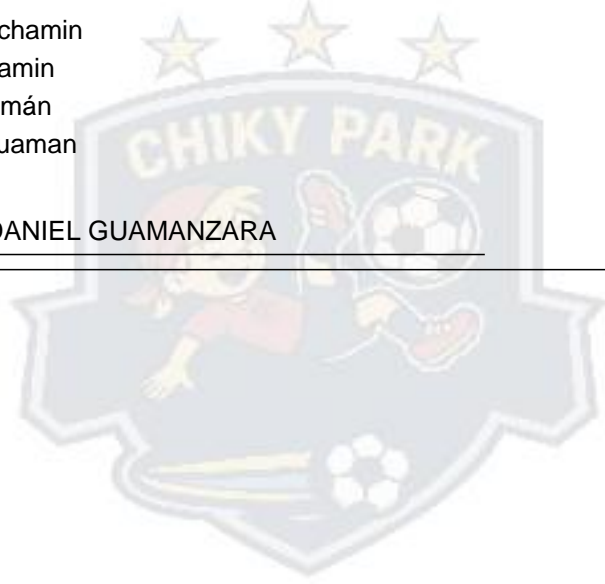 chamin
amin
mán
uaman
CHIKY PARK
DANIEL GUAMANZARA